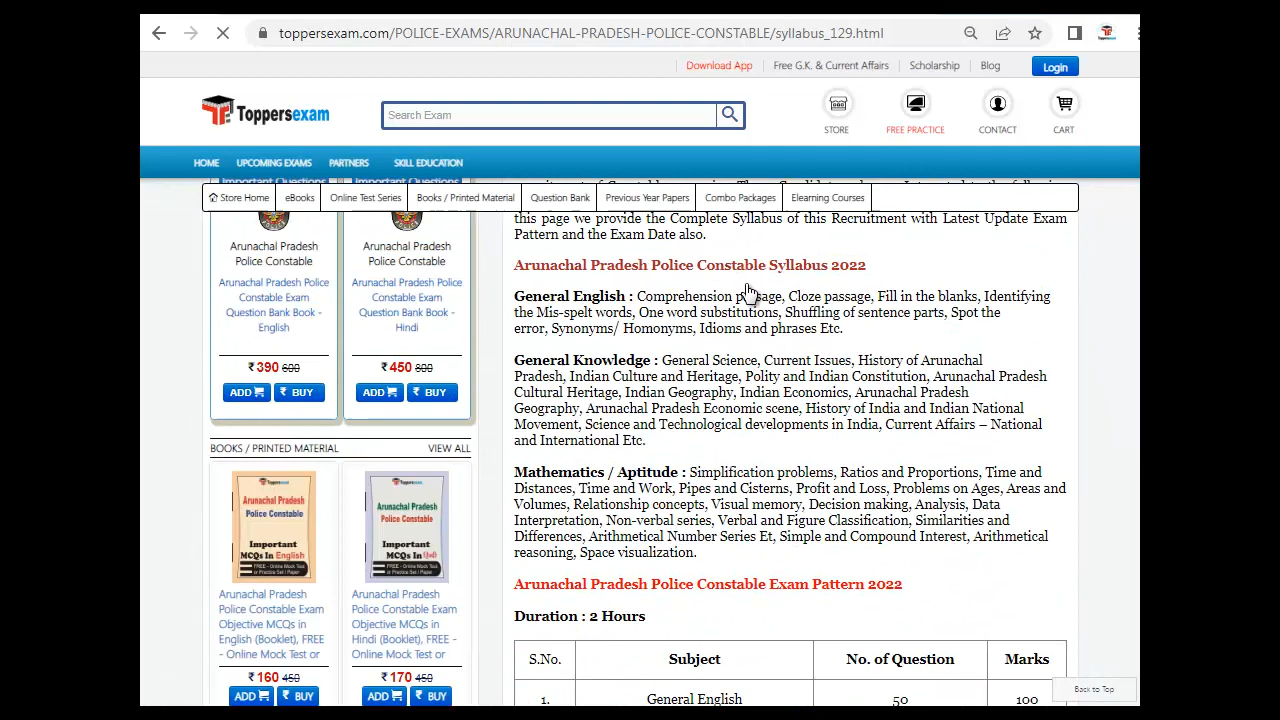 toppersexam.com/POLICE-EXAMS/ARUNACHAL-PRADESH-POLICE-CONSTABLE/syllabus_129.html
Download App
Free G.K. & Current Affairs
Scholarship
Blog
Login
Toppersexam
Search Exam
STORE
FREE PRACTICE
CONTACT
CART
HOME
UPCOMING EXAMS
PARTNERS
SKILL EDUCATION
Store Home
eBooks
Online Test Series
Books / Printed Material
Question Bank
Previous Year Papers
Combo Packages
Elearning Courses
Arunachal Pradesh
Police Constable
Arunachal Pradesh
Police Constable Exam
Question Bank Book -
English
₹ 390 600
ADD
₹ BUY
Arunachal Pradesh
Police Constable
Arunachal Pradesh
Police Constable Exam
Question Bank Book -
Hindi
₹ 450 600
ADD
₹ BUY
BOOKS / PRINTED MATERIAL
VIEW ALL
Toppersexam
Arunachal Pradesh
Police Constable
Important
MCQs In English
Arunachal Pradesh
Police Constable Exam
Objective MCQs in
English (Booklet), FREE
- Online Mock Test or
₹ 160 450
ADD
₹ BUY
Toppersexam
Arunachal Pradesh
Police Constable
Important
MCQs In हिन्दी
Arunachal Pradesh
Police Constable Exam
Objective MCQs in
Hindi (Booklet), FREE -
Online Mock Test or
₹ 170 450
ADD
₹ BUY
this page we provide the Complete Syllabus of this Recruitment with Latest Update Exam
Pattern and the Exam Date also.
Arunachal Pradesh Police Constable Syllabus 2022
General English : Comprehension passage, Cloze passage, Fill in the blanks, Identifying
the Mis-spelt words, One word substitutions, Shuffling of sentence parts, Spot the
error, Synonyms/ Homonyms, Idioms and phrases Etc.
General Knowledge : General Science, Current Issues, History of Arunachal
Pradesh, Indian Culture and Heritage, Polity and Indian Constitution, Arunachal Pradesh
Cultural Heritage, Indian Geography, Indian Economics, Arunachal Pradesh
Geography, Arunachal Pradesh Economic scene, History of India and Indian National
Movement, Science and Technological developments in India, Current Affairs – National
and International Etc.
Mathematics / Aptitude : Simplification problems, Ratios and Proportions, Time and
Distances, Time and Work, Pipes and Cisterns, Profit and Loss, Problems on Ages, Areas and
Volumes, Relationship concepts, Visual memory, Decision making, Analysis, Data
Interpretation, Non-verbal series, Verbal and Figure Classification, Similarities and
Differences, Arithmetical Number Series Et, Simple and Compound Interest, Arithmetical
reasoning, Space visualization.
Arunachal Pradesh Police Constable Exam Pattern 2022
Duration : 2 Hours
S.No. Subject No. of Question Marks
1. General English 50 100
Back to Top